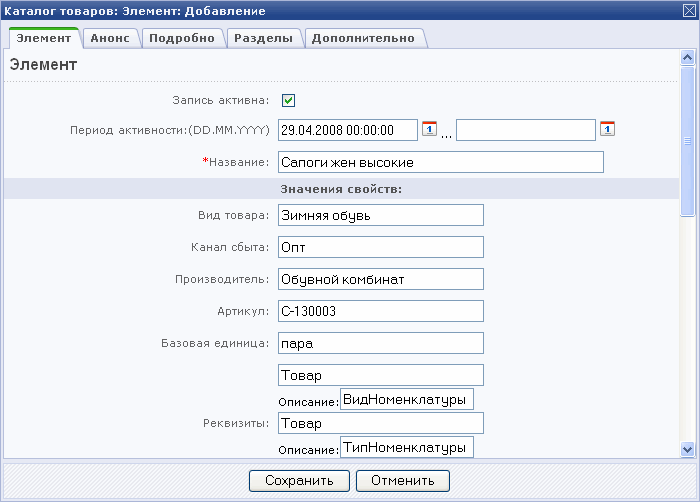 Каталог товаров: Элемент: Добавление
Элемент Анонс Подробно Разделы Дополнительно
Элемент
Запись активна:
Период активности:(DD.MM.YYYY) 29.04.2008 00:00:00 1 ... 1
*Название: Сапоги жен высокие
Значения свойств:
Вид товара: Зимняя обувь
Канал сбыта: Опт
Производитель: Обувной комбинат
Артикул: С-130003
Базовая единица: пара
Товар
Описание: ВидНоменклатуры
Реквизиты: Товар
Описание: ТипНоменклатуры
Сохранить Отменить